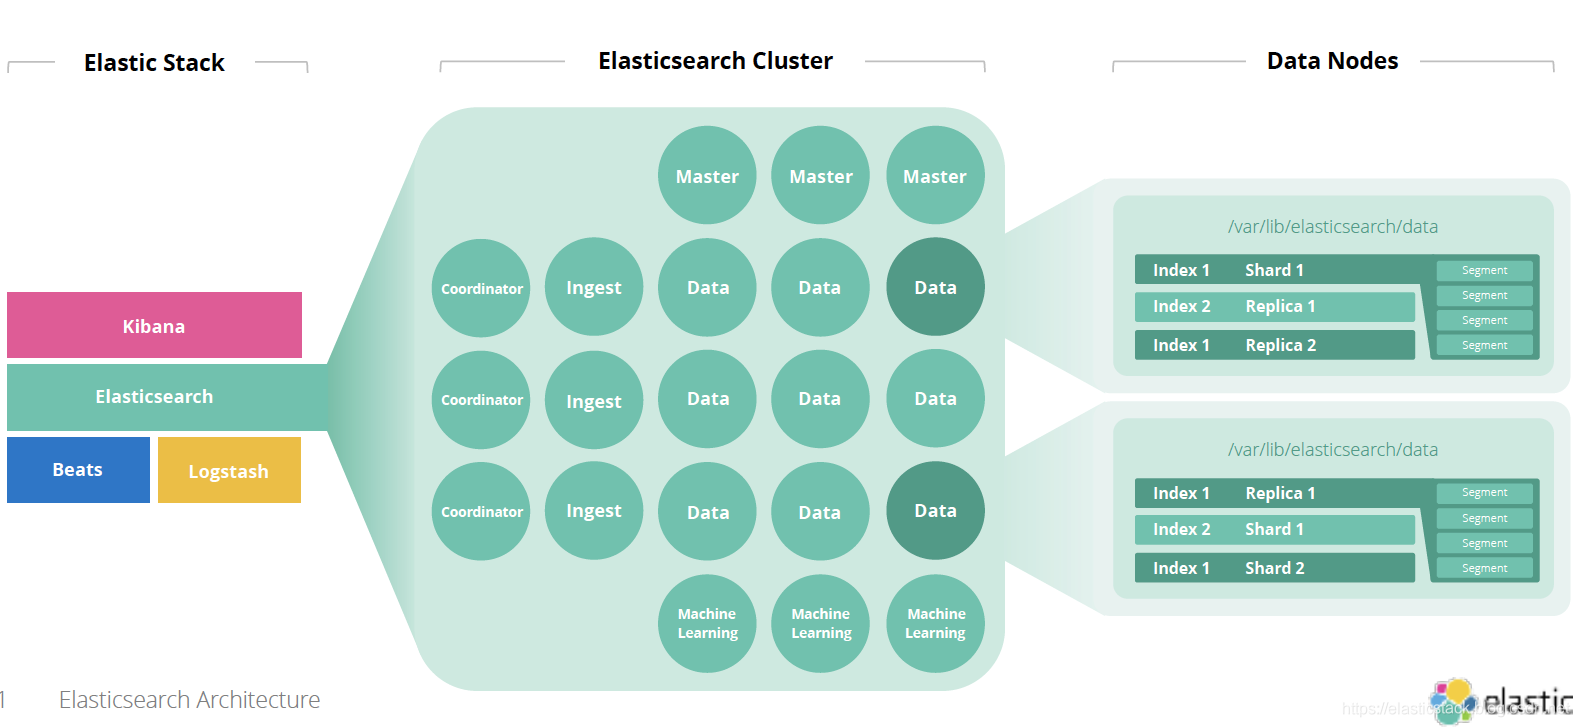 Elastic Stack
Elasticsearch Cluster
Data Nodes
Kibana
Elasticsearch
Beats
Logstash
Master
Master
Master
Coordinator
Ingest
Data
Data
Data
Coordinator
Ingest
Data
Data
Data
Coordinator
Ingest
Data
Data
Data
Machine
Learning
Machine
Learning
Machine
Learning
/var/lib/elasticsearch/data
Index 1 Shard 1
Index 2 Replica 1
Index 1 Replica 2
Segment
Segment
Segment
Segment
/var/lib/elasticsearch/data
Index 1 Replica 1
Index 2 Shard 1
Index 1 Shard 2
Segment
Segment
Segment
Segment
1 Elasticsearch Architecture
elastic